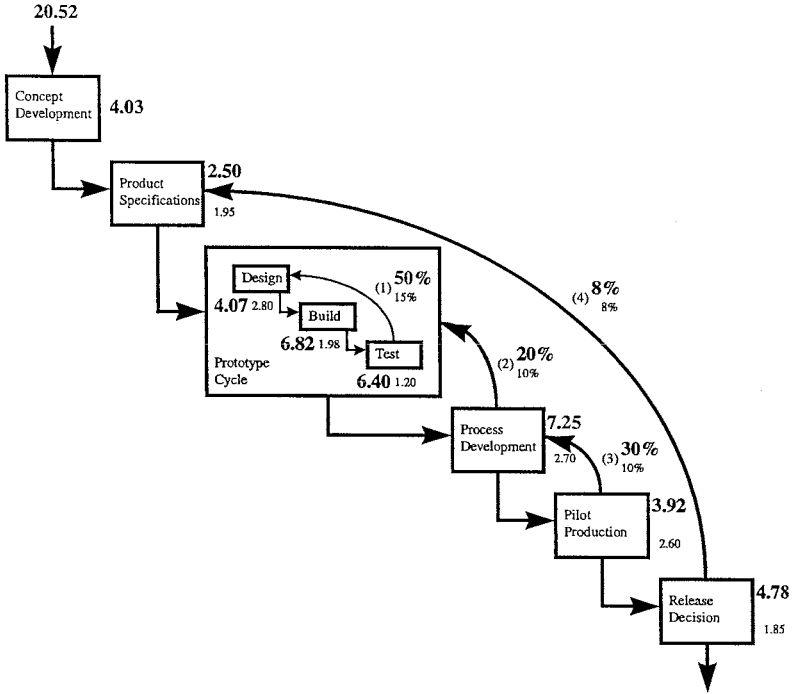 20.52
Concept
Development
4.03
Product
Specifications
2.50
1.95
Design
4.07 2.80
Build
6.82 1.98
Test
6.40 1.20
(1) 50%
15%
Prototype
Cycle
(2) 20%
10%
(4) 8%
8%
Process
Development
7.25
2.70
(3) 30%
10%
Pilot
Production
3.92
2.60
Release
Decision
4.78
1.85